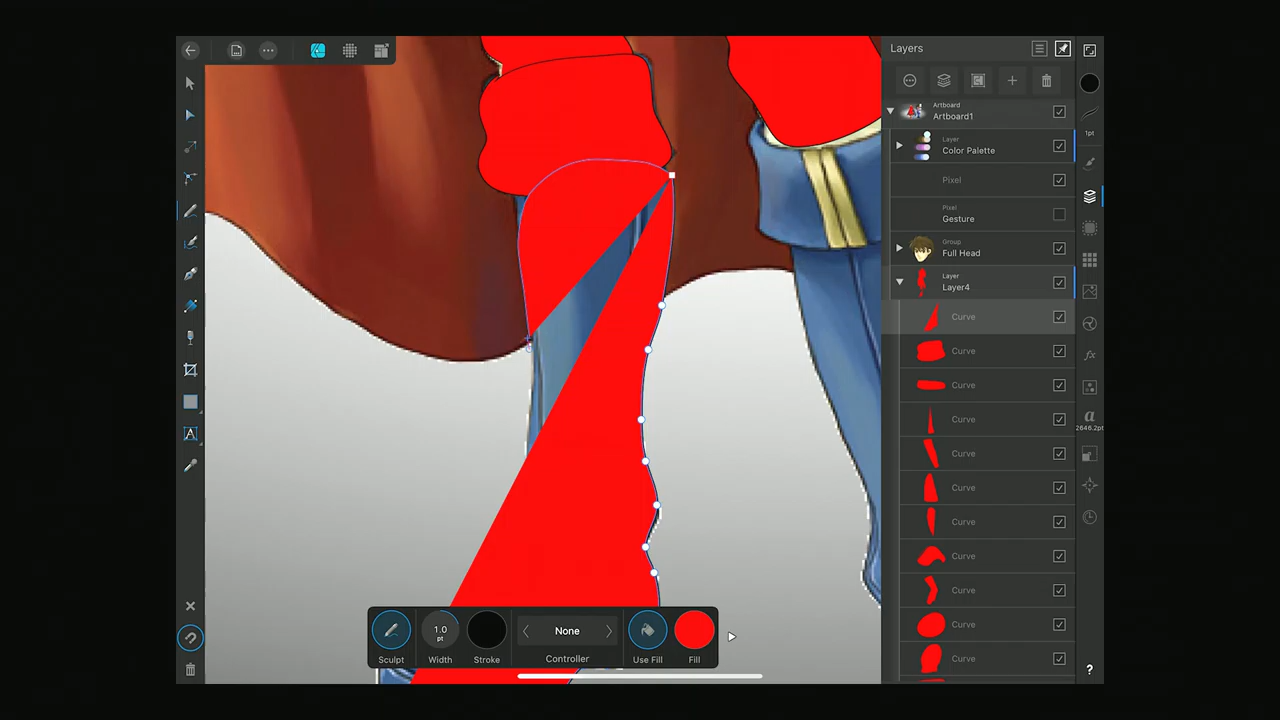 Layers
Artboard
Artboard1
1pt
Layer
Color Palette
Pixel
Pixel
Gesture
Group
Full Head
Layer
Layer4
Curve
Curve
Curve
Curve
a
2646.2pt
Curve
Curve
Curve
Curve
Curve
Curve
Curve
fx
A
1.0
pt
None
Sculpt
Width
Stroke
Controller
Use Fill
Fill
?